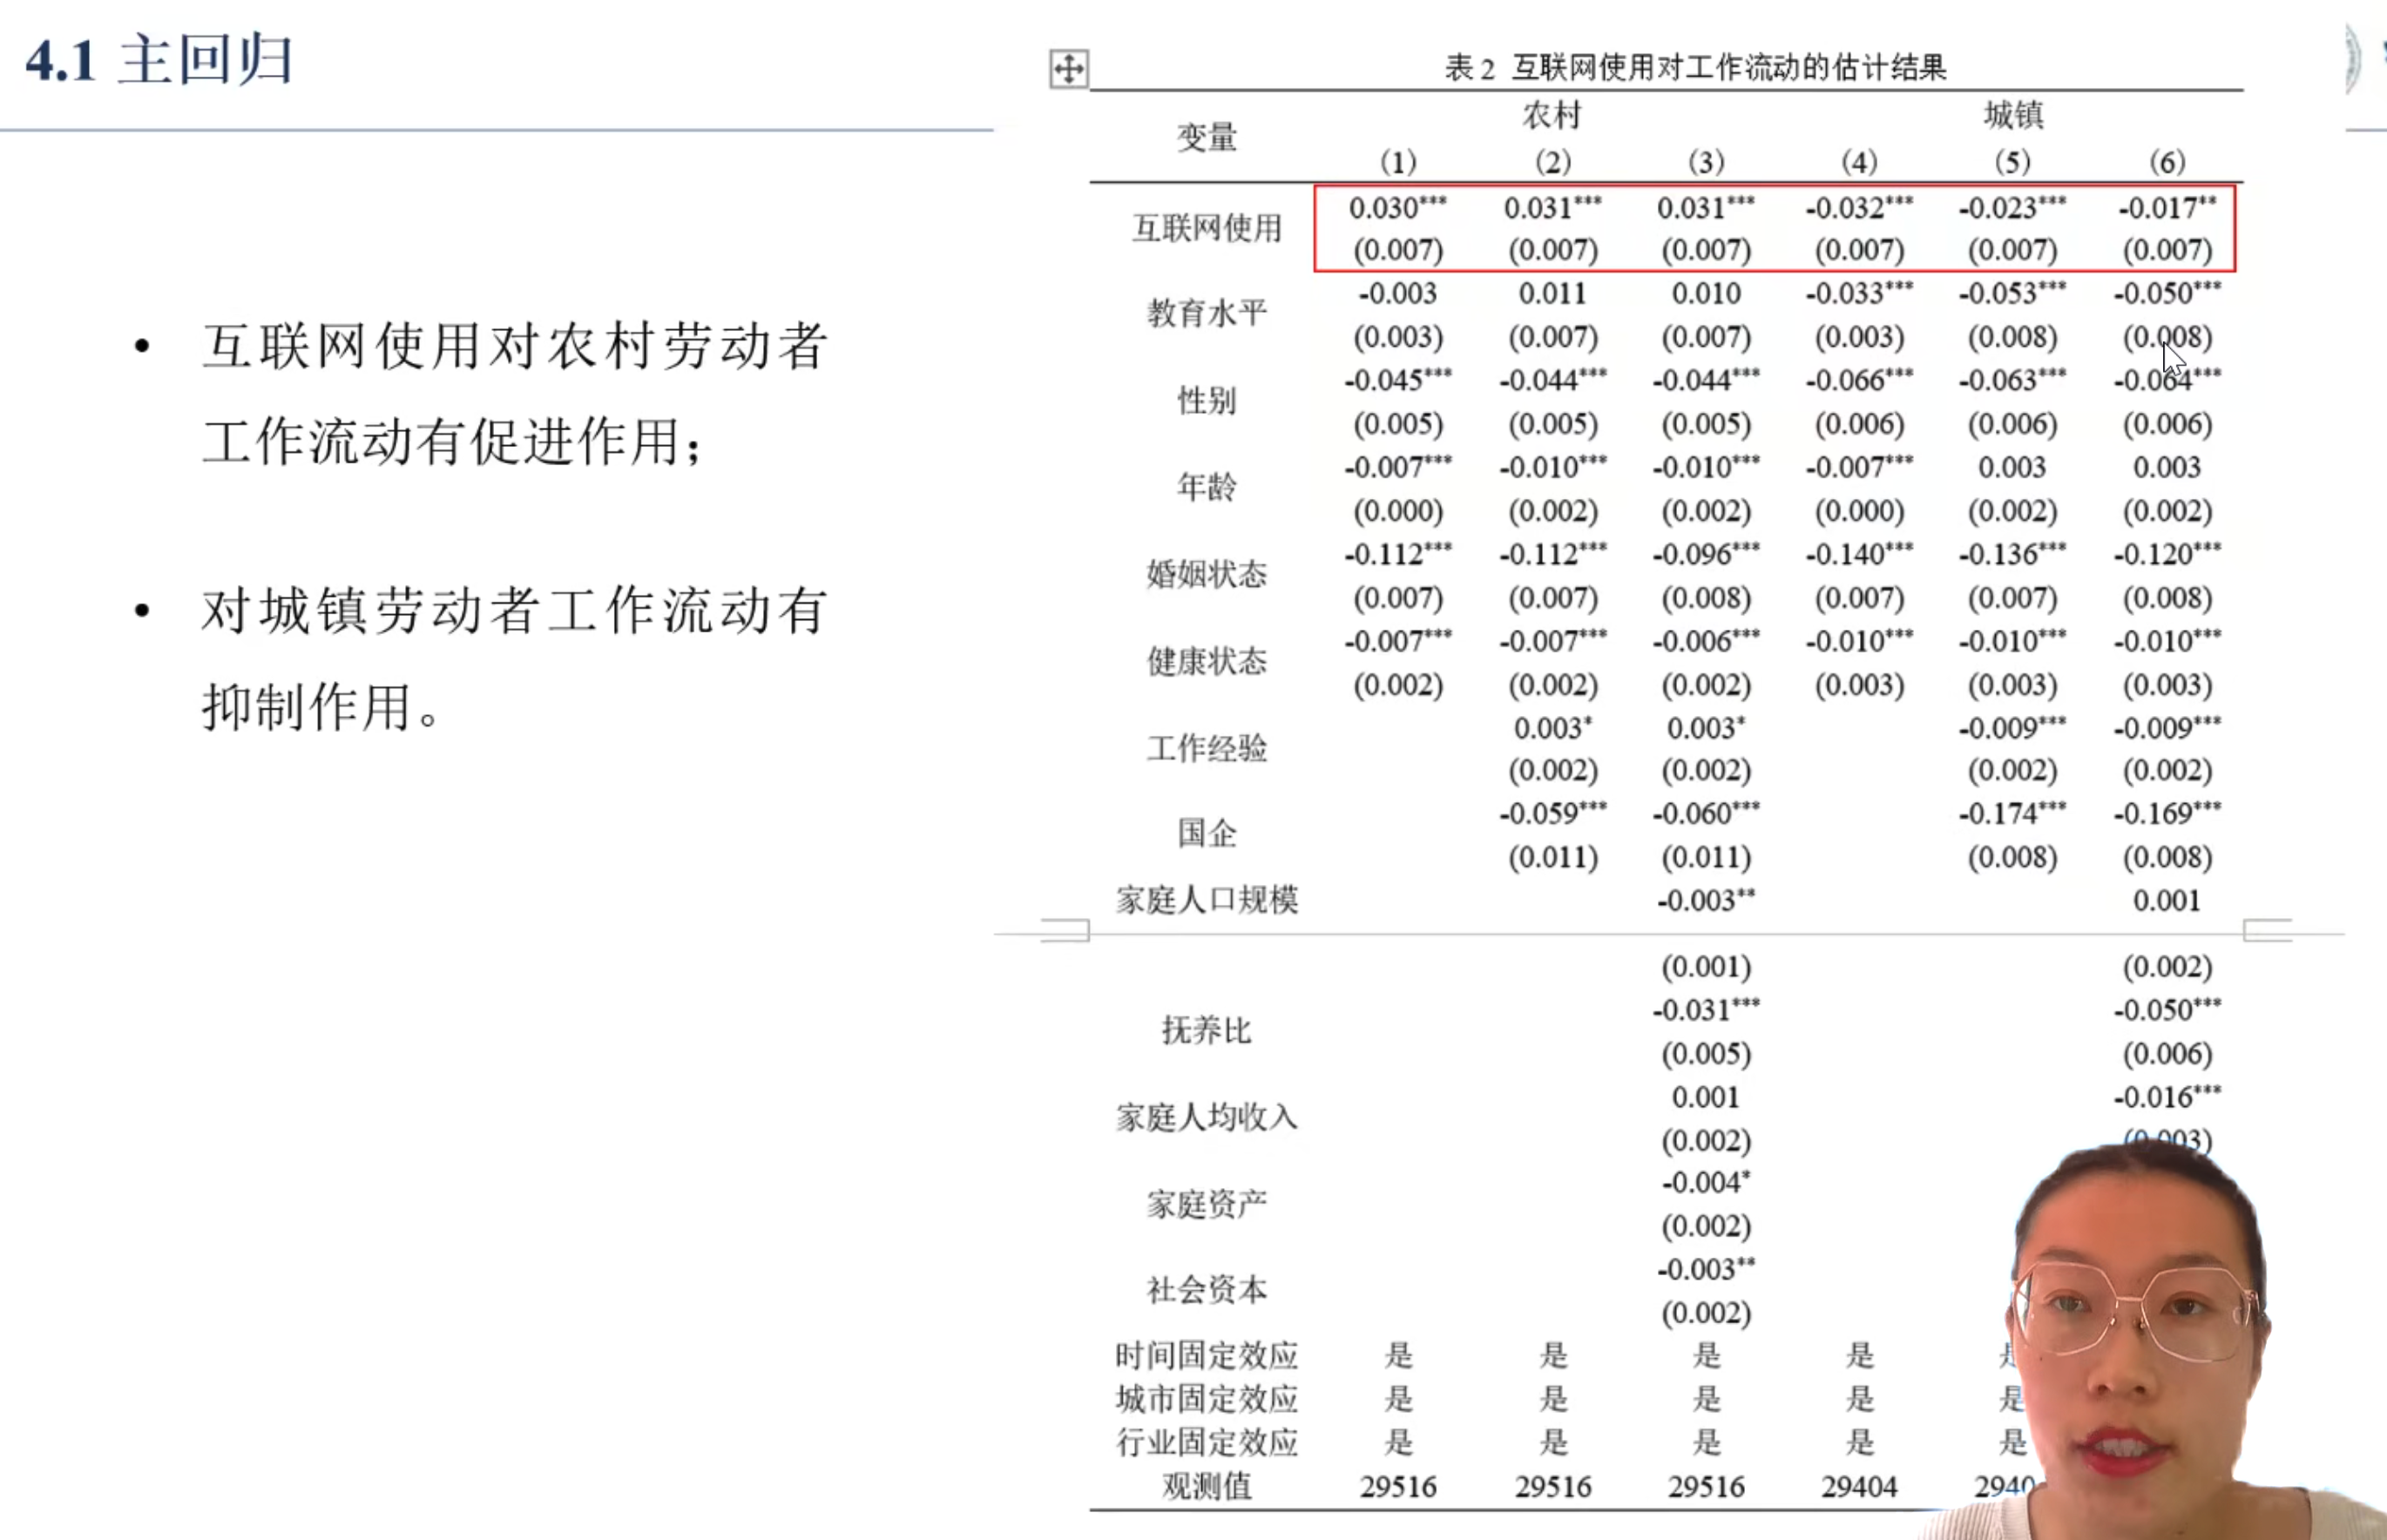 4.1 主回归
• 互联网使用对农村劳动者
工作流动有促进作用；
• 对城镇劳动者工作流动有
抑制作用。
表 2 互联网使用对工作流动的估计结果
变量 农村 城镇
(1) (2) (3) (4) (5) (6)
互联网使用 0.030*** 0.031*** 0.031*** -0.032*** -0.023*** -0.017**
(0.007) (0.007) (0.007) (0.007) (0.007) (0.007)
教育水平 -0.003 0.011 0.010 -0.033*** -0.053*** -0.050***
(0.003) (0.007) (0.007) (0.003) (0.008) (0.008)
性别 -0.045*** -0.044*** -0.044*** -0.066*** -0.063*** -0.064***
(0.005) (0.005) (0.005) (0.006) (0.006) (0.006)
年龄 -0.007*** -0.010*** -0.010*** -0.007*** 0.003 0.003
(0.000) (0.002) (0.002) (0.000) (0.002) (0.002)
婚姻状态 -0.112*** -0.112*** -0.096*** -0.140*** -0.136*** -0.120***
(0.007) (0.007) (0.008) (0.007) (0.007) (0.008)
健康状态 -0.007*** -0.007*** -0.006*** -0.010*** -0.010*** -0.010***
(0.002) (0.002) (0.002) (0.003) (0.003) (0.003)
工作经验 0.003* 0.003* -0.009*** -0.009***
(0.002) (0.002) (0.002) (0.002)
国企 -0.059*** -0.060*** -0.174*** -0.169***
(0.011) (0.011) (0.008) (0.008)
家庭人口规模 -0.003** 0.001
(0.001) (0.002)
抚养比 -0.031*** -0.050***
(0.005) (0.006)
家庭人均收入 0.001 -0.016***
(0.002) (0.003)
家庭资产 -0.004*
(0.002)
社会资本 -0.003**
(0.002)
时间固定效应 是 是 是 是 是
城市固定效应 是 是 是 是 是
行业固定效应 是 是 是 是 是
观测值 29516 29516 29516 29404 2940